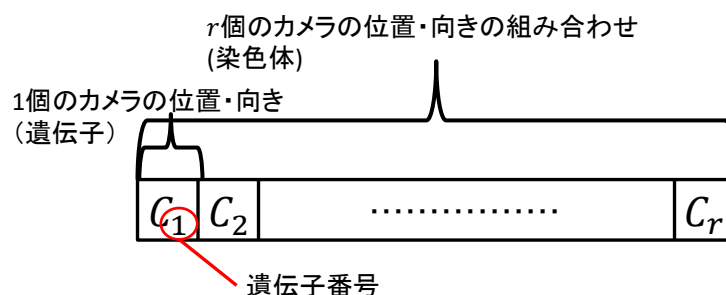 r個のカメラの位置・向きの組み合わせ
(染色体)
1個のカメラの位置・向き
（遺伝子）
C₁ C₂ ⋯⋯⋯⋯⋯⋯ Cᵣ
遺伝子番号